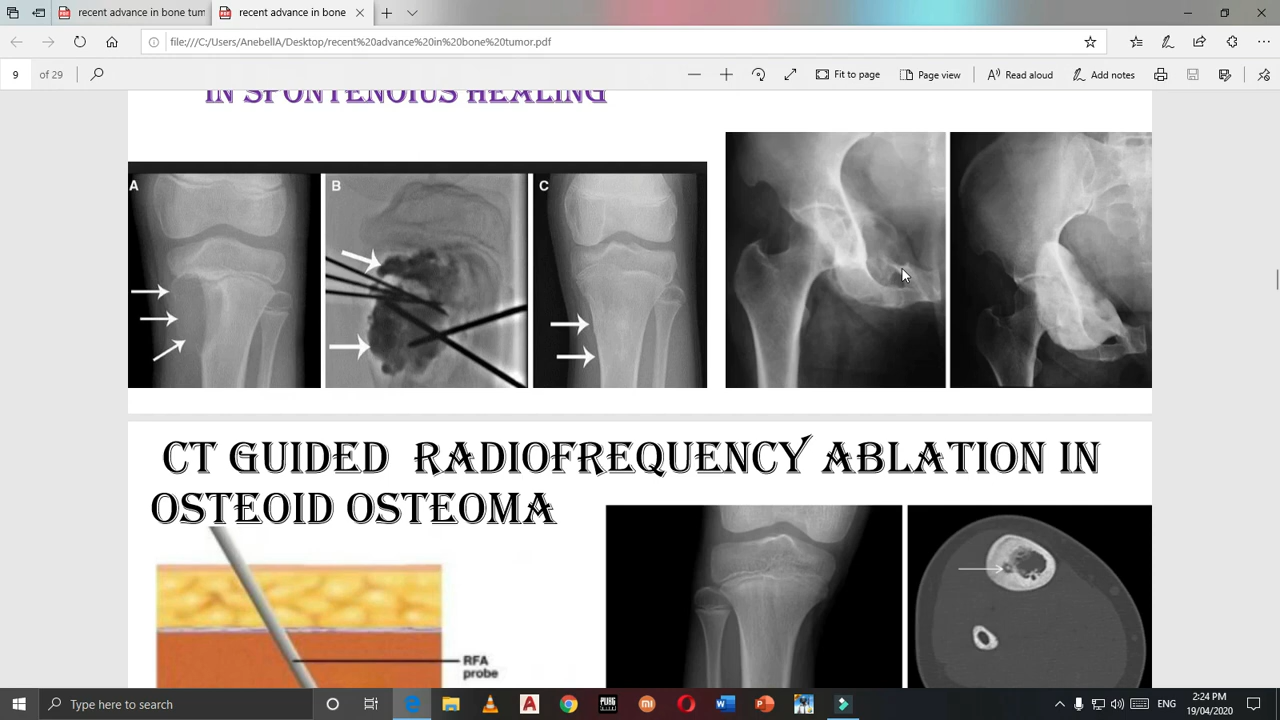 recent advance in bone tum
recent advance in bone
file:///C:/Users/AnebellA/Desktop/recent%20advance%20in%20bone%20tumor.pdf
9 of 29
Fit to page
Page view
Read aloud
Add notes
IN SPONTENOIUS HEALING
A
B
C
CT GUIDED RADIOFREQUENCY ABLATION IN
OSTEOID OSTEOMA
RFA
probe
Type here to search
ENG
2:24 PM
19/04/2020